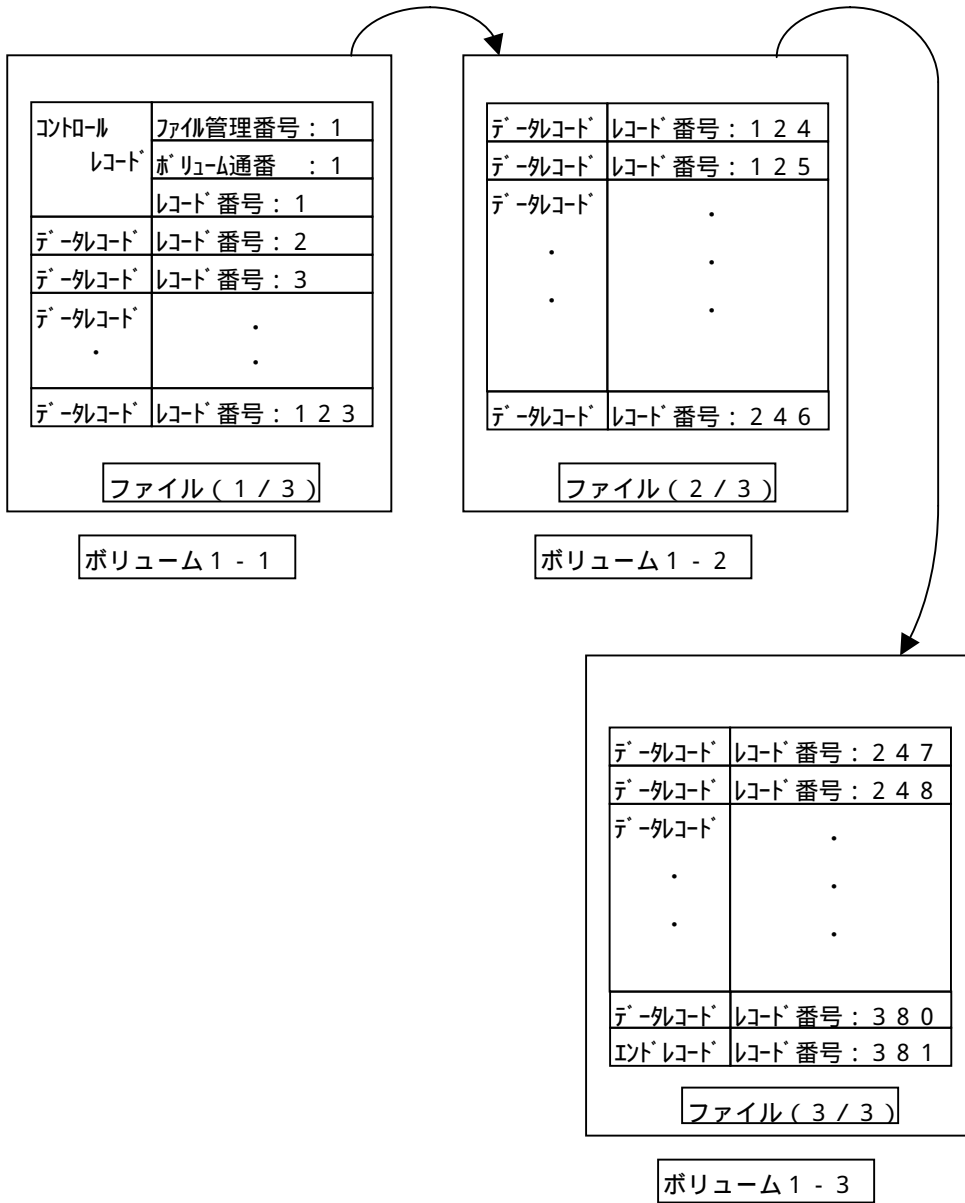 コントロール ファイル管理番号：1
レコード ボリューム通番 ：1
レコード番号：1
データレコード レコード番号：2
データレコード レコード番号：3
データレコード ・
・ ・
データレコード レコード番号：１２３
ファイル（１／３）
ボリューム１－１
データレコード レコード番号：１２４
データレコード レコード番号：１２５
データレコード ・
・ ・
・ ・
データレコード レコード番号：２４６
ファイル（２／３）
ボリューム１－２
データレコード レコード番号：２４７
データレコード レコード番号：２４８
データレコード ・
・ ・
・ ・
データレコード レコード番号：３８０
エンドレコード レコード番号：３８１
ファイル（３／３）
ボリューム１－３